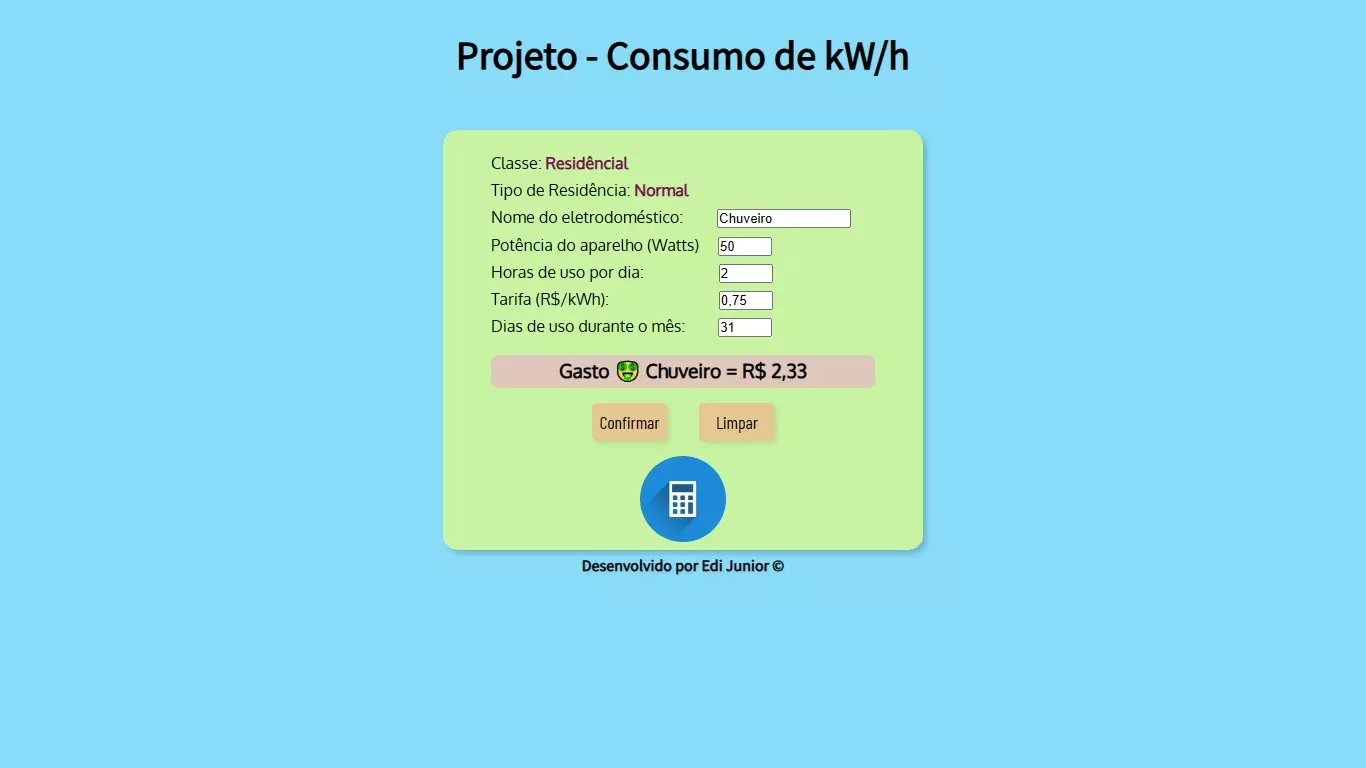 Projeto - Consumo de kW/h
Classe: Residêncial
Tipo de Residência: Normal
Nome do eletrodoméstico: Chuveiro
Potência do aparelho (Watts) 50
Horas de uso por dia: 2
Tarifa (R$/kWh): 0,75
Dias de uso durante o mês: 31
Gasto 🤑 Chuveiro = R$ 2,33
Confirmar Limpar
Desenvolvido por Edi Junior ©